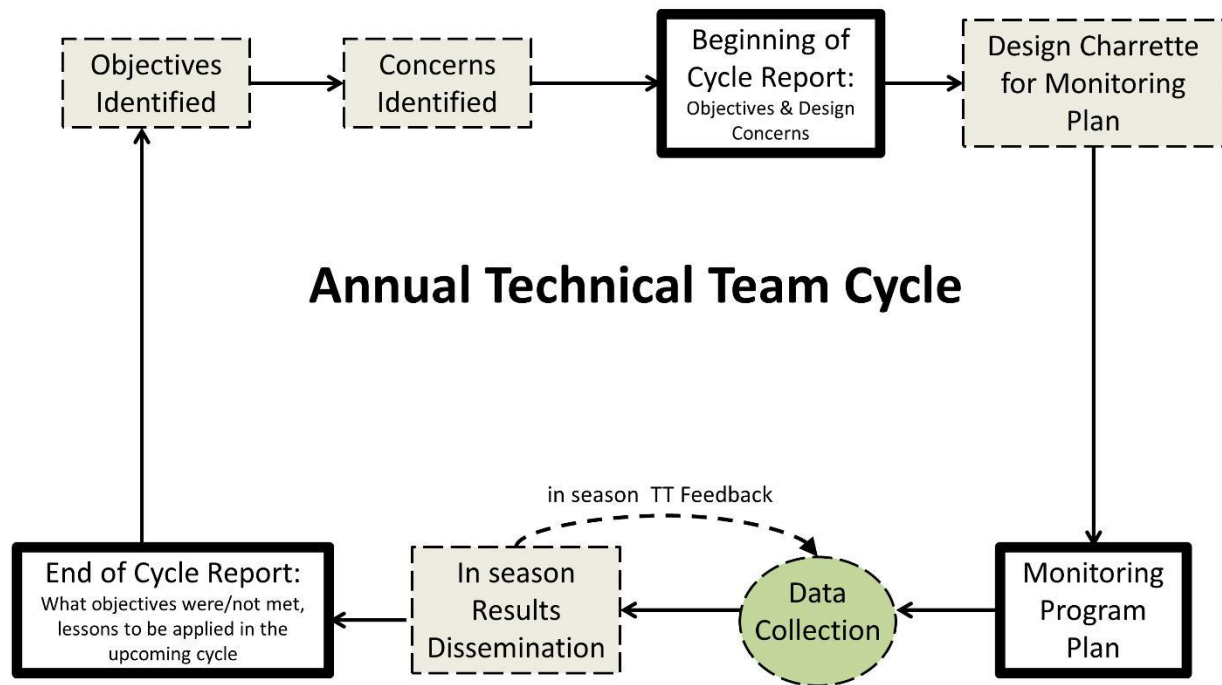 Objectives
Identified
Concerns
Identified
Beginning of
Cycle Report:
Objectives & Design
Concerns
Design Charrette
for Monitoring
Plan
Annual Technical Team Cycle
in season  TT Feedback
End of Cycle Report:
What objectives were/not met,
lessons to be applied in the
upcoming cycle
In season
Results
Dissemination
Data
Collection
Monitoring
Program
Plan